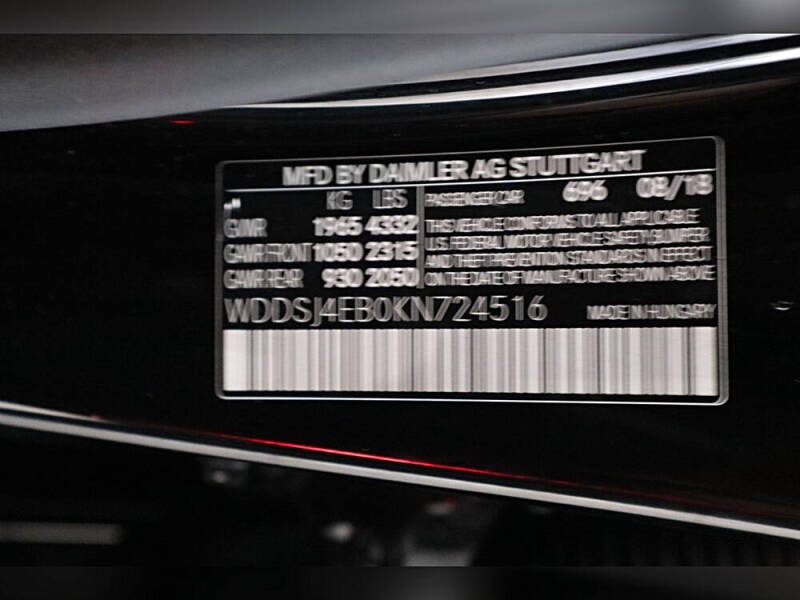 MFD BY DAIMLER AG STUTTGART
KG LBS PASSENGER CAR 696 08/18
GVWR 1965 4332 THIS VEHICLE CONFORMS TO ALL APPLICABLE
GAWR FRONT 1050 2315 U.S. FEDERAL MOTOR VEHICLE SAFETY, BUMPER
GAWR REAR 930 2050 AND THEFT PREVENTION STANDARDS IN EFFECT
ON THE DATE OF MANUFACTURE SHOWN ABOVE
WDDSJ4EB0KN724516 MADE IN HUNGARY